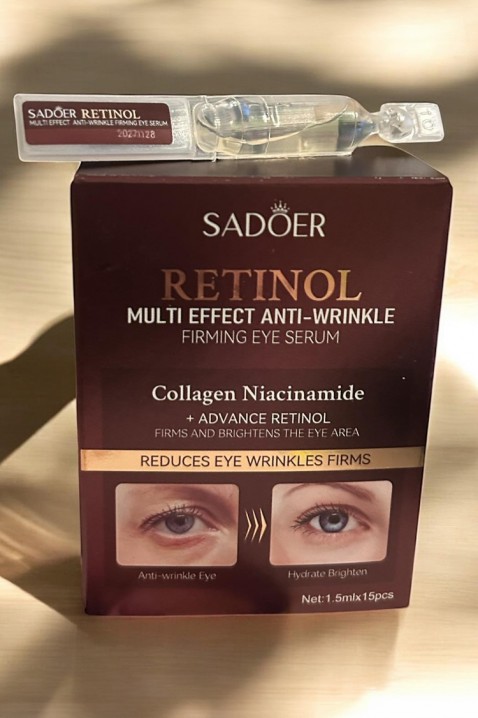 SADOER RETINOL
MULTI EFFECT ANTI-WRINKLE FIRMING EYE SERUM
SADOER
RETINOL
MULTI EFFECT ANTI-WRINKLE
FIRMING EYE SERUM
Collagen Niacinamide
+ ADVANCE RETINOL
FIRMS AND BRIGHTENS THE EYE AREA
REDUCES EYE WRINKLES FIRMS
Anti-wrinkle Eye
Hydrate Brighten
Net:1.5mlx15pcs